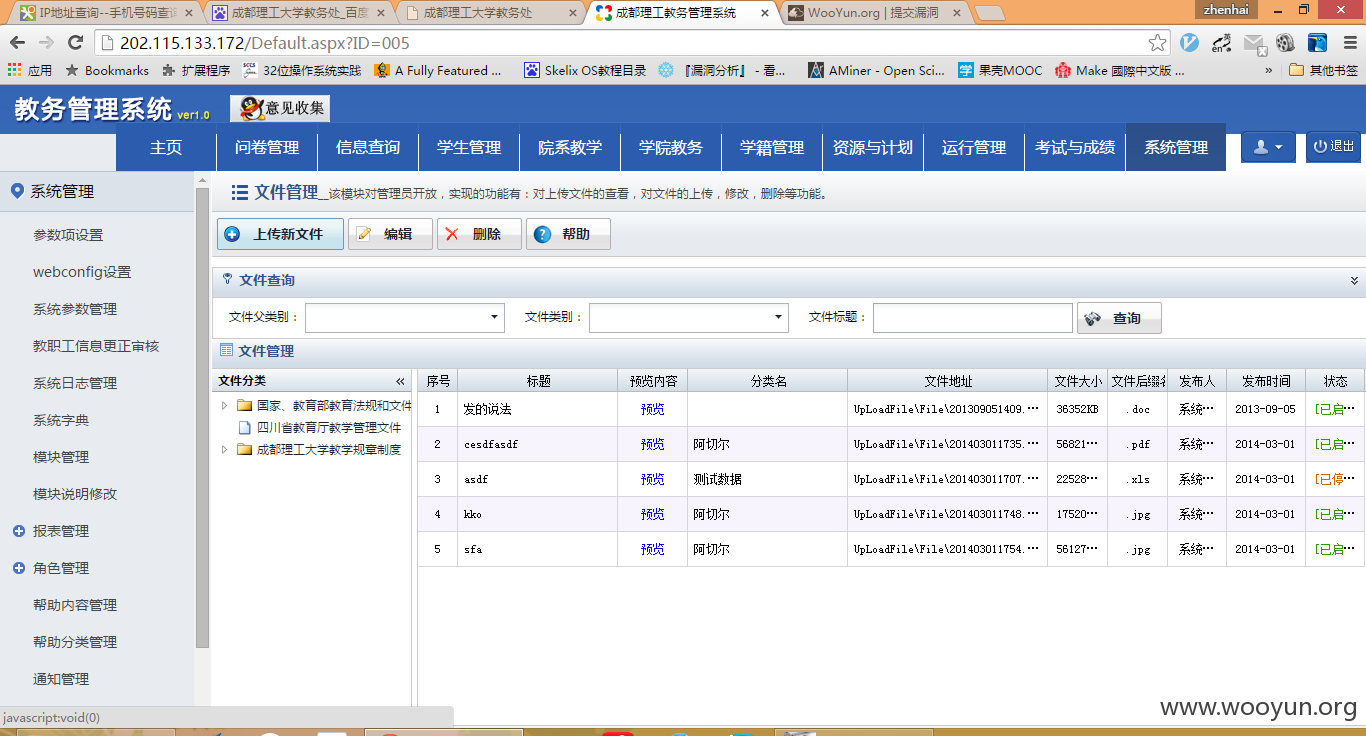 IP地址查询--手机号码查
成都理工大学教务处_百度
成都理工大学教务处
成都理工教务管理系统
WooYun.org | 提交漏洞
zhenhai
202.115.133.172/Default.aspx?ID=005
应用 Bookmarks 扩展程序 32位操作系统实践 A Fully Featured ... Skelix OS教程目录 『漏洞分析』 - 看... AMiner - Open Sci... 果壳MOOC Make 國際中文版 ... » 其他书签
教务管理系统 ver1.0 意见收集
主页 问卷管理 信息查询 学生管理 院系教学 学院教务 学籍管理 资源与计划 运行管理 考试与成绩 系统管理 退出
系统管理
参数项设置
webconfig设置
系统参数管理
教职工信息更正审核
系统日志管理
系统字典
模块管理
模块说明修改
报表管理
角色管理
帮助内容管理
帮助分类管理
通知管理
文件管理__该模块对管理员开放，实现的功能有：对上传文件的查看，对文件的上传，修改，删除等功能。
上传新文件 编辑 删除 帮助
文件查询
文件父类别： 文件类别： 文件标题： 查询
文件管理
文件分类 «
国家、教育部教育法规和文件
四川省教育厅教学管理文件
成都理工大学教学规章制度
序号 标题 预览内容 分类名 文件地址 文件大小 文件后缀名 发布人 发布时间 状态
1 发的说法 预览 UpLoadFile\File\201309051409.… 36352KB .doc 系统… 2013-09-05 [已启…
2 cesdfasdf 预览 阿切尔 UpLoadFile\File\201403011735.… 56821… .pdf 系统… 2014-03-01 [已启…
3 asdf 预览 测试数据 UpLoadFile\File\201403011707.… 22528… .xls 系统… 2014-03-01 [已停…
4 kko 预览 阿切尔 UpLoadFile\File\201403011748.… 17520… .jpg 系统… 2014-03-01 [已启…
5 sfa 预览 阿切尔 UpLoadFile\File\201403011754.… 56127… .jpg 系统… 2014-03-01 [已启…
javascript:void(0)
www.wooyun.org